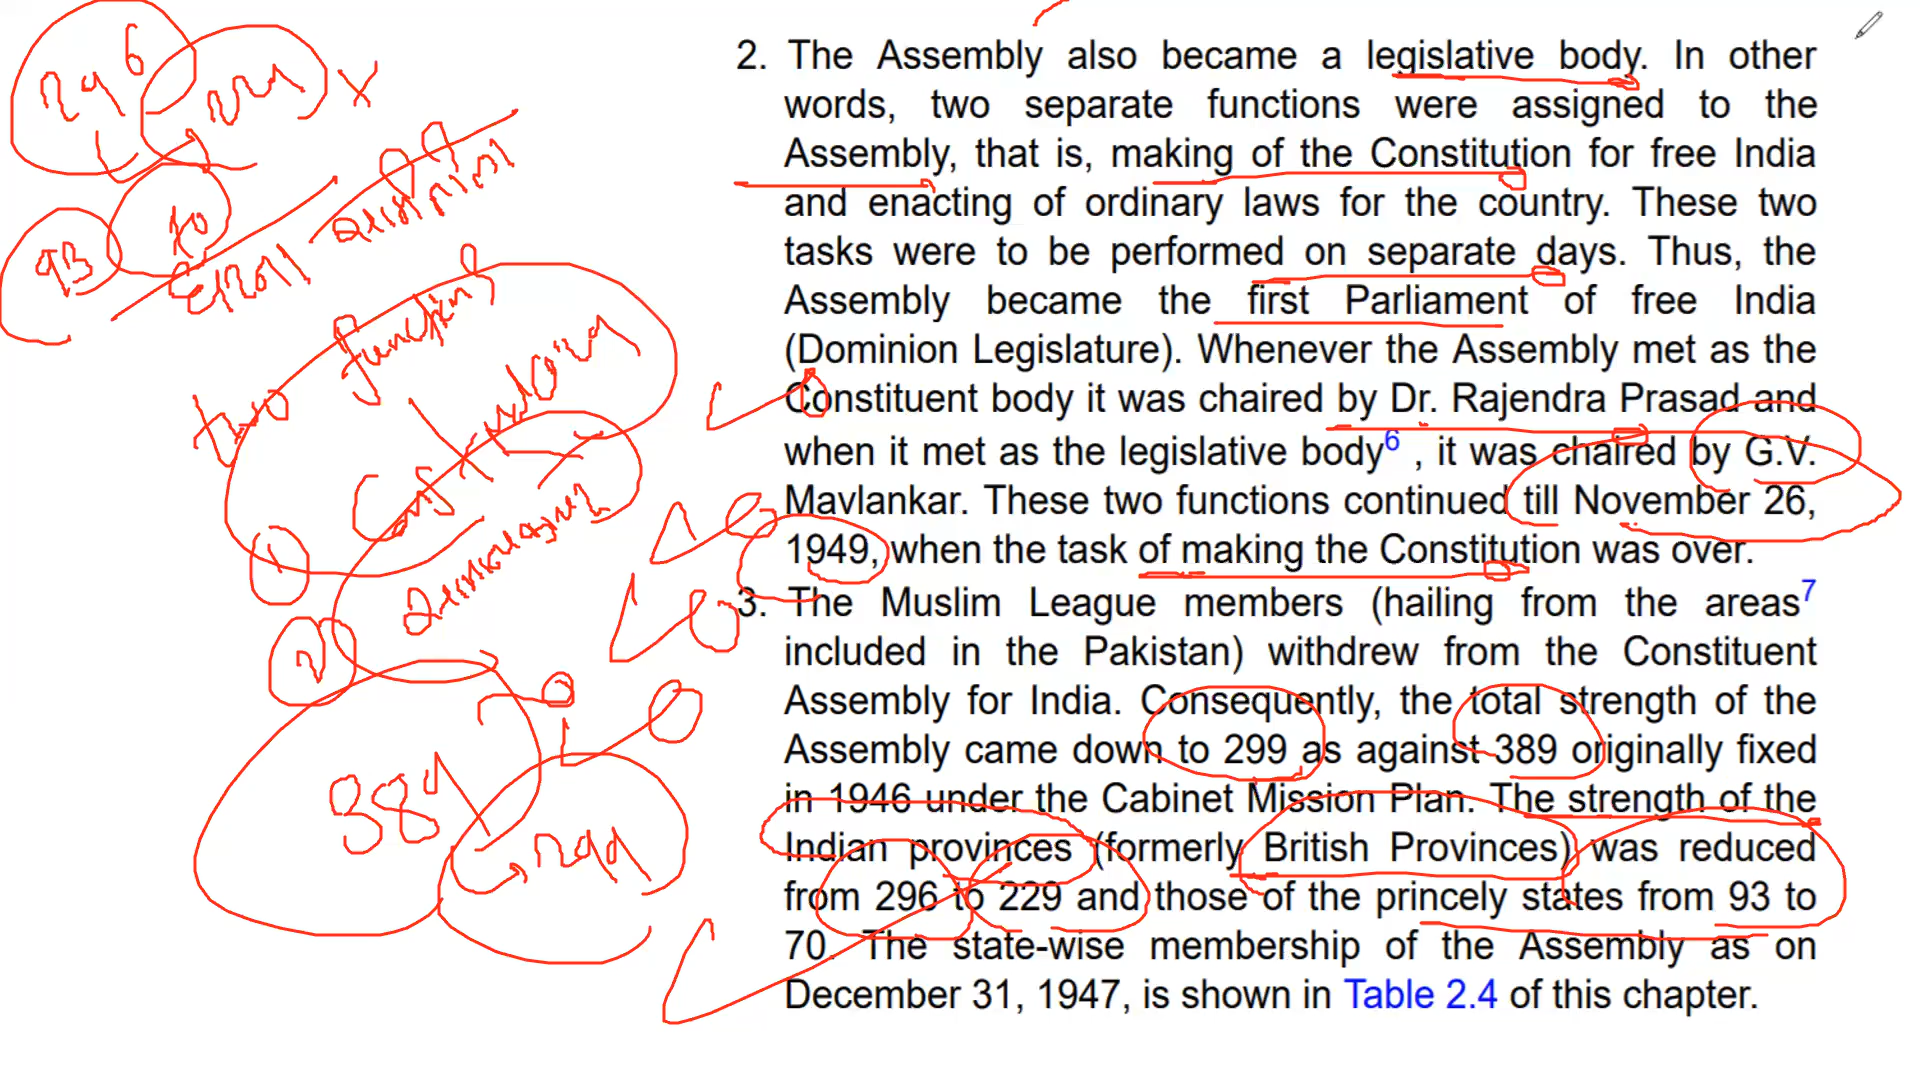 2. The Assembly also became a legislative body. In other
words, two separate functions were assigned to the
Assembly, that is, making of the Constitution for free India
and enacting of ordinary laws for the country. These two
tasks were to be performed on separate days. Thus, the
Assembly became the first Parliament of free India
(Dominion Legislature). Whenever the Assembly met as the
Constituent body it was chaired by Dr. Rajendra Prasad and
when it met as the legislative body6 , it was chaired by G.V.
Mavlankar. These two functions continued till November 26,
1949, when the task of making the Constitution was over.
3. The Muslim League members (hailing from the areas7
included in the Pakistan) withdrew from the Constituent
Assembly for India. Consequently, the total strength of the
Assembly came down to 299 as against 389 originally fixed
in 1946 under the Cabinet Mission Plan. The strength of the
Indian provinces (formerly British Provinces) was reduced
from 296 to 229 and those of the princely states from 93 to
70. The state-wise membership of the Assembly as on
December 31, 1947, is shown in Table 2.4 of this chapter.
296
93
two function
1
2